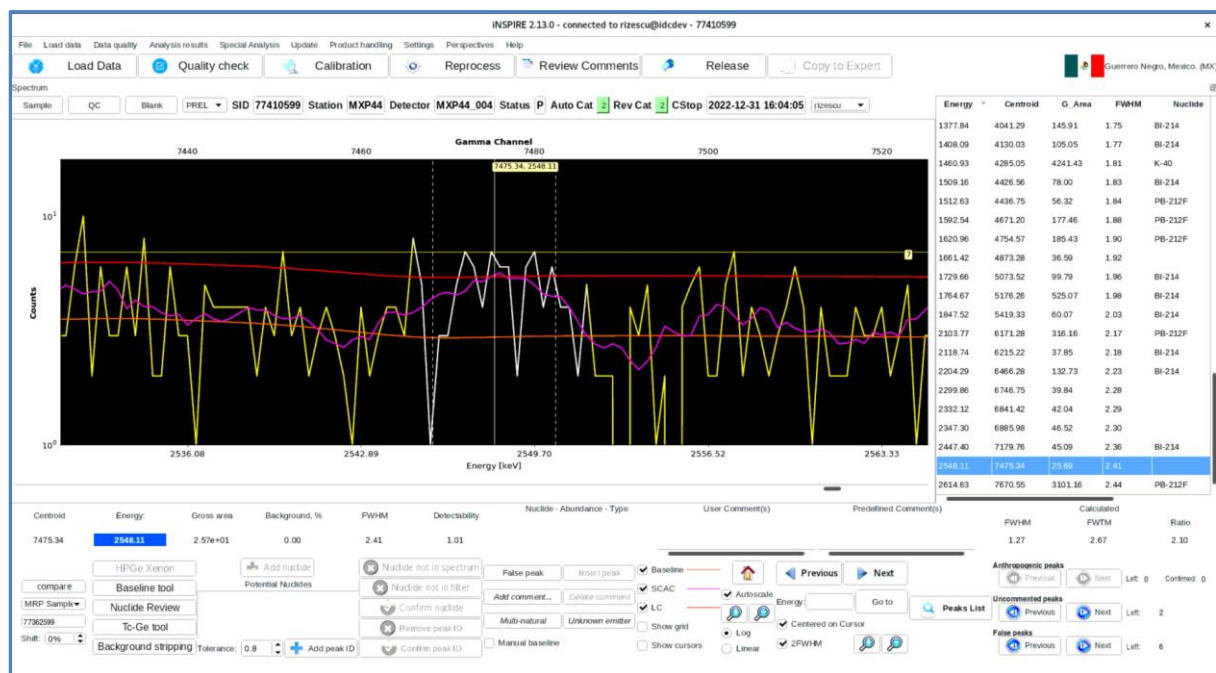 iNSPIRE 2.13.0 - connected to rizescu@idcdev - 77410599 ×
File Load data Data quality Analysis results Special Analysis Update Product handling Settings Perspectives Help
Load Data Quality check Calibration Reprocess Review Comments Release Copy to Expert Guerrero Negro, Mexico. (MX
Spectrum
Sample QC Blank PREL SID 77410599 Station MXP44 Detector MXP44_004 Status P Auto Cat 2 Rev Cat 2 CStop 2022-12-31 16:04:05 rizescu
Gamma Channel
7440 7460 7480 7500 7520
7475.34, 2548.11
10¹
7
Counts
10⁰
2536.08 2542.89 2549.70 2556.52 2563.33
Energy [keV]
Energy Centroid G_Area FWHM Nuclide
1377.84 4041.29 145.91 1.75 BI-214
1408.09 4130.03 105.05 1.77 BI-214
1460.93 4285.05 4241.43 1.81 K-40
1509.16 4426.56 78.00 1.83 BI-214
1512.63 4436.75 56.32 1.84 PB-212F
1592.54 4671.20 177.46 1.88 PB-212F
1620.96 4754.57 185.43 1.90 PB-212F
1661.42 4873.28 36.59 1.92
1729.66 5073.52 99.79 1.96 BI-214
1764.67 5176.26 525.07 1.98 BI-214
1847.52 5419.33 60.07 2.03 BI-214
2103.77 6171.28 316.16 2.17 PB-212F
2118.74 6215.22 37.85 2.18 BI-214
2204.29 6466.28 132.73 2.23 BI-214
2299.86 6746.75 39.84 2.28
2332.12 6841.42 42.04 2.29
2347.30 6885.98 46.52 2.30
2447.40 7179.76 45.09 2.36 BI-214
2548.11 7475.34 25.69 2.41
2614.63 7670.55 3101.16 2.44 PB-212F
Centroid Energy: Gross area Background, % FWHM Detectability
7475.34 2548.11 2.57e+01 0.00 2.41 1.01
Nuclide - Abundance - Type User Comment(s) Predefined Comment(s)
Calculated
FWHM FWTM Ratio
1.27 2.67 2.10
compare
MRP Sample
77362599
Shift: 0%
HPGe Xenon
Baseline tool
Nuclide Review
Tc-Ge tool
Background stripping
Add nuclide
Potential Nuclides
Tolerance: 0.8 Add peak ID
Nuclide not in spectrum
Nuclide not in filter
Confirm nuclide
Remove peak ID
Confirm peak ID
False peak Insert peak
Add comment... Delete comment
Multi-natural Unknown emitter
Manual baseline
Baseline
SCAC
LC
Show grid
Show cursors
Autoscale
Log
Linear
Previous Next
Energy: Go to
Centered on Cursor
2FWHM
Peaks List
Anthropogenic peaks
Previous Next Left: 0 Confirmed: 0
Uncommented peaks
Previous Next Left: 2
False peaks
Previous Next Left: 6